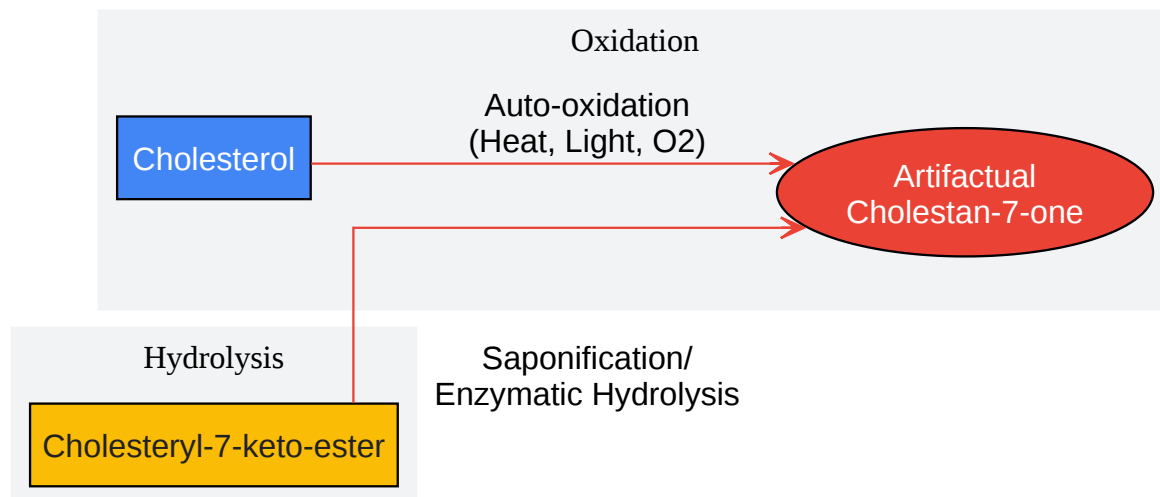 Oxidation
Auto-oxidation
(Heat, Light, O2)
Cholesterol
Artifactual
Cholestan-7-one
Hydrolysis
Saponification/
Enzymatic Hydrolysis
Cholesteryl-7-keto-ester